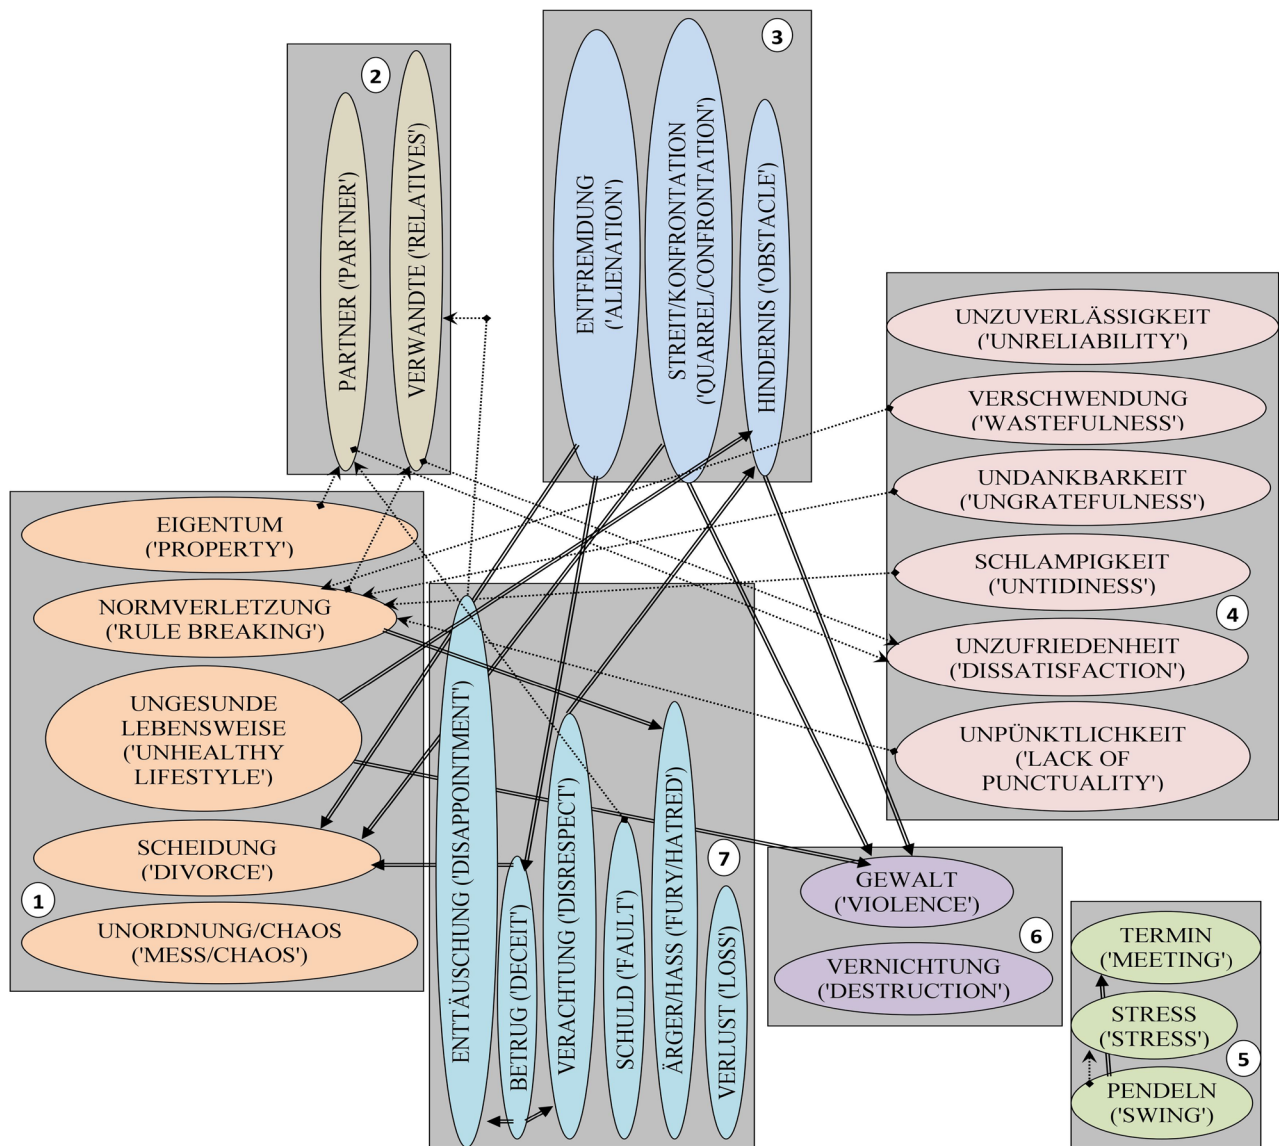 2
PARTNER ('PARTNER')
VERWANDTE ('RELATIVES')
3
ENTFREMDUNG
('ALIENATION')
STREIT/KONFRONTATION
('QUARREL/CONFRONTATION')
HINDERNIS ('OBSTACLE')
UNZUVERLÄSSIGKEIT
('UNRELIABILITY')
VERSCHWENDUNG
('WASTEFULNESS')
UNDANKBARKEIT
('UNGRATEFULNESS')
SCHLAMPIGKEIT
('UNTIDINESS')
4
UNZUFRIEDENHEIT
('DISSATISFACTION')
UNPÜNKTLICHKEIT
('LACK OF
PUNCTUALITY')
EIGENTUM
('PROPERTY')
NORMVERLETZUNG
('RULE BREAKING')
UNGESUNDE
LEBENSWEISE
('UNHEALTHY
LIFESTYLE')
SCHEIDUNG
('DIVORCE')
1
UNORDNUNG/CHAOS
('MESS/CHAOS')
ENTTÄUSCHUNG ('DISAPPOINTMENT')
BETRUG ('DECEIT')
VERACHTUNG ('DISRESPECT')
SCHULD ('FAULT')
ÄRGER/HASS ('FURY/HATRED')
VERLUST ('LOSS')
7
GEWALT
('VIOLENCE')
6
VERNICHTUNG
('DESTRUCTION')
TERMIN
('MEETING')
STRESS
('STRESS')
5
PENDELN
('SWING')